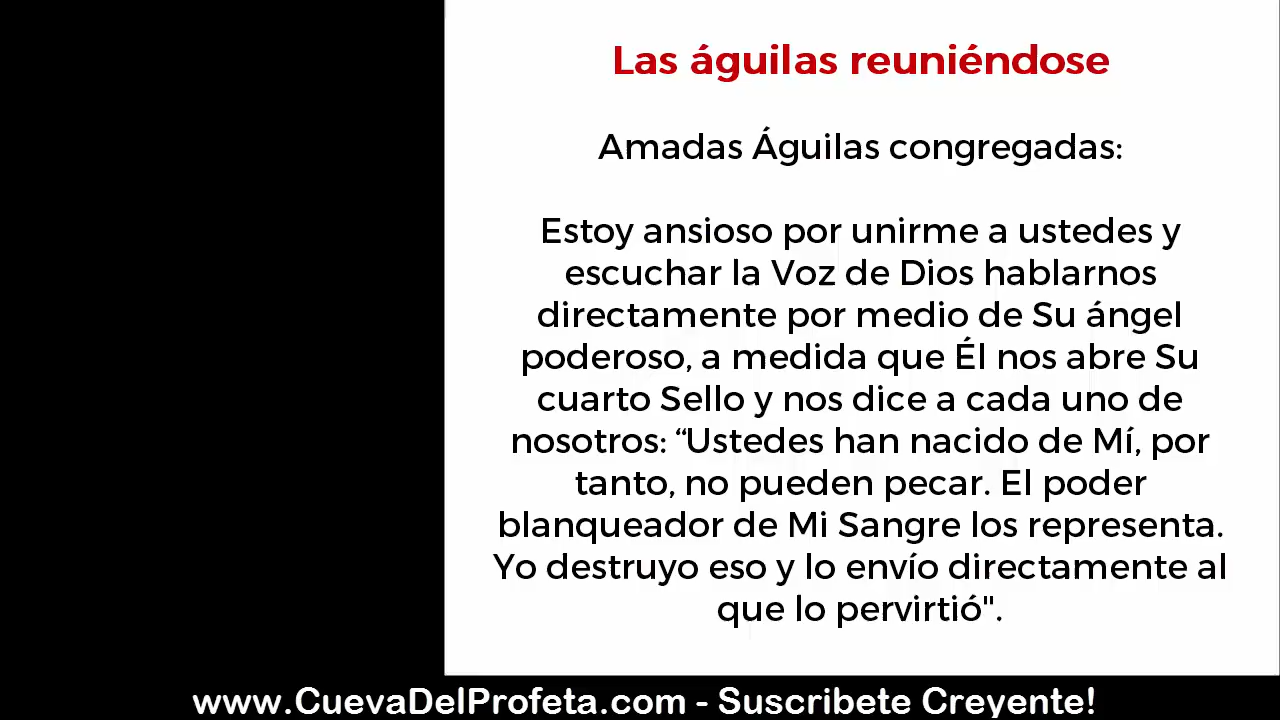 Las águilas reuniéndose
Amadas Águilas congregadas:
Estoy ansioso por unirme a ustedes y
escuchar la Voz de Dios hablarnos
directamente por medio de Su ángel
poderoso, a medida que Él nos abre Su
cuarto Sello y nos dice a cada uno de
nosotros: “Ustedes han nacido de Mí, por
tanto, no pueden pecar. El poder
blanqueador de Mi Sangre los representa.
Yo destruyo eso y lo envío directamente al
que lo pervirtió".
www.CuevaDelProfeta.com - Suscribete Creyente!